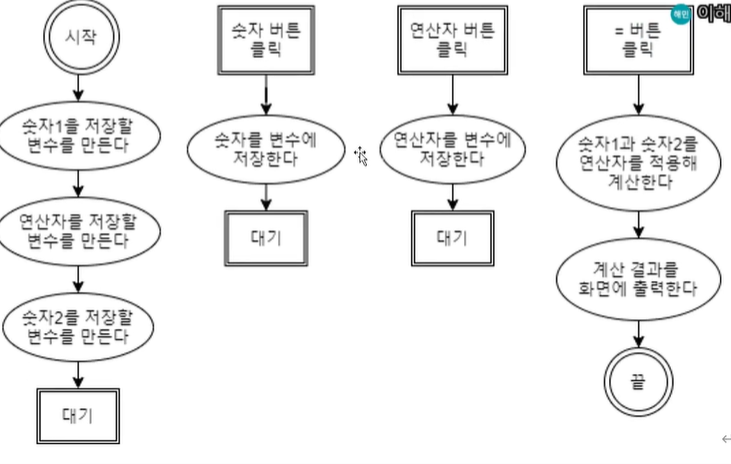 시작
숫자1을 저장할
변수를 만든다
연산자를 저장할
변수를 만든다
숫자2를 저장할
변수를 만든다
대기
숫자 버튼
클릭
숫자를 변수에
저장한다
대기
연산자 버튼
클릭
연산자를 변수에
저장한다
대기
= 버튼
클릭
숫자1과 숫자2를
연산자를 적용해
계산한다
계산 결과를
화면에 출력한다
끝
해민 이혜